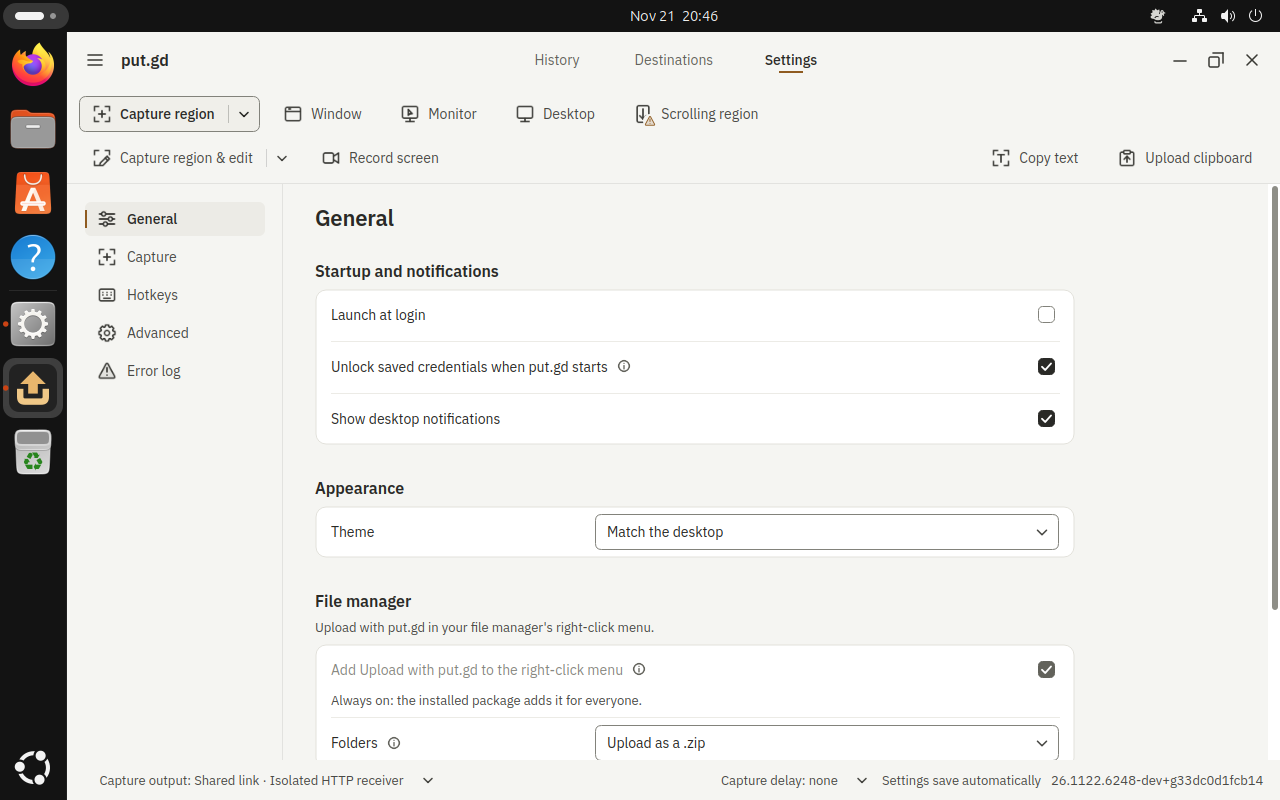 Nov 21 20:46
put.gd
History
Destinations
Settings
Capture region
Window
Monitor
Desktop
Scrolling region
Capture region & edit
Record screen
Copy text
Upload clipboard
General
Capture
Hotkeys
Advanced
Error log
General
Startup and notifications
Launch at login
Unlock saved credentials when put.gd starts
Show desktop notifications
Appearance
Theme
Match the desktop
File manager
Upload with put.gd in your file manager's right-click menu.
Add Upload with put.gd to the right-click menu
Always on: the installed package adds it for everyone.
Folders
Upload as a .zip
Capture output: Shared link · Isolated HTTP receiver
Capture delay: none
Settings save automatically
26.1122.6248-dev+g33dc0d1fcb14